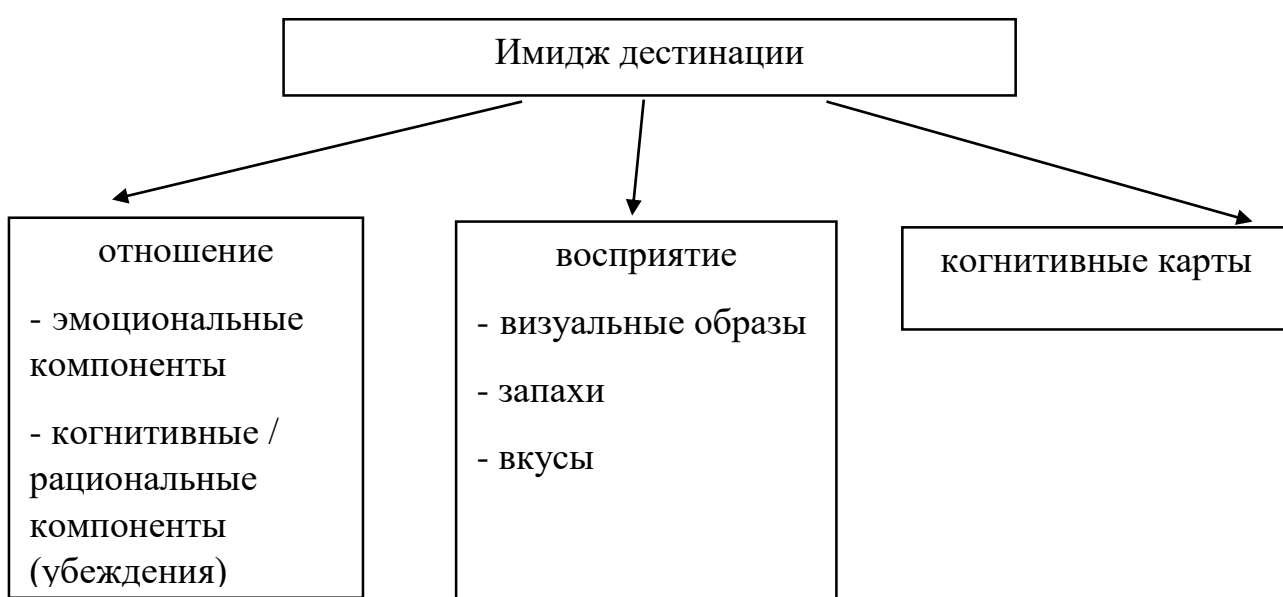 Имидж дестинации
отношение
- эмоциональные
компоненты
- когнитивные /
рациональные
компоненты
(убеждения)
восприятие
- визуальные образы
- запахи
- вкусы
когнитивные карты